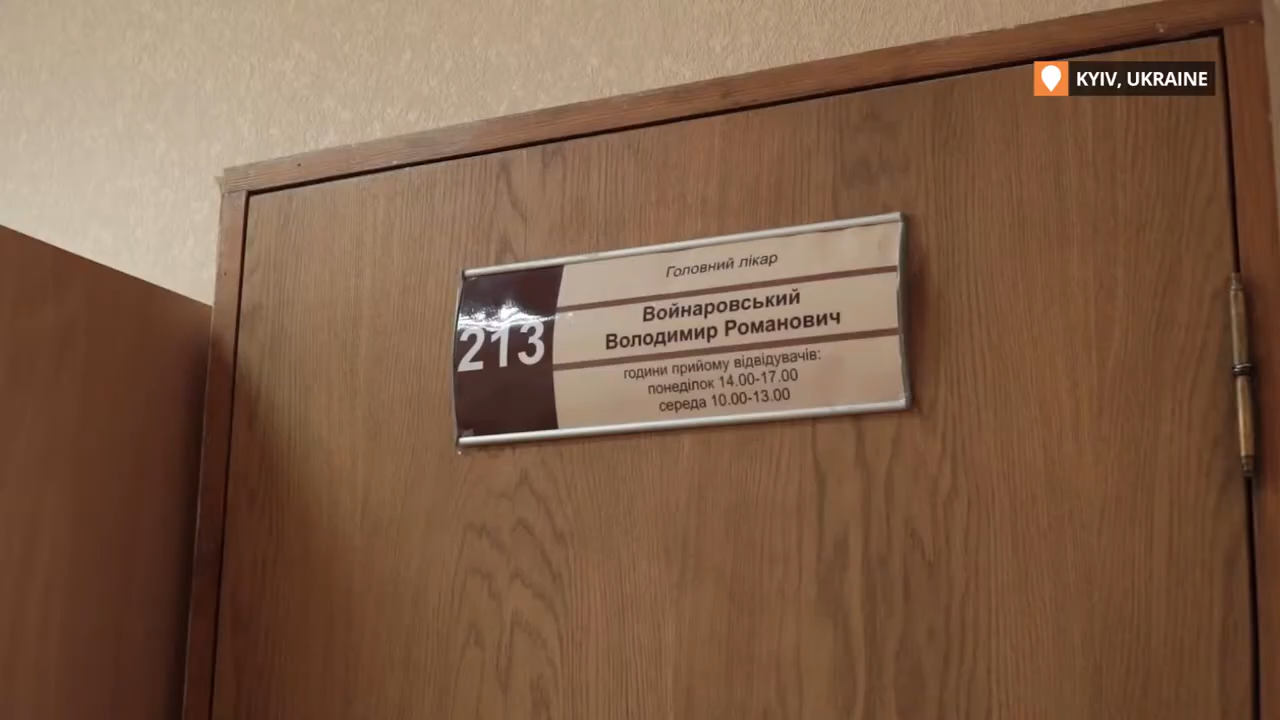 KYIV, UKRAINE
Головний лікар
213
Войнаровський
Володимир Романович
години прийому відвідувачів:
понеділок 14.00-17.00
середа 10.00-13.00